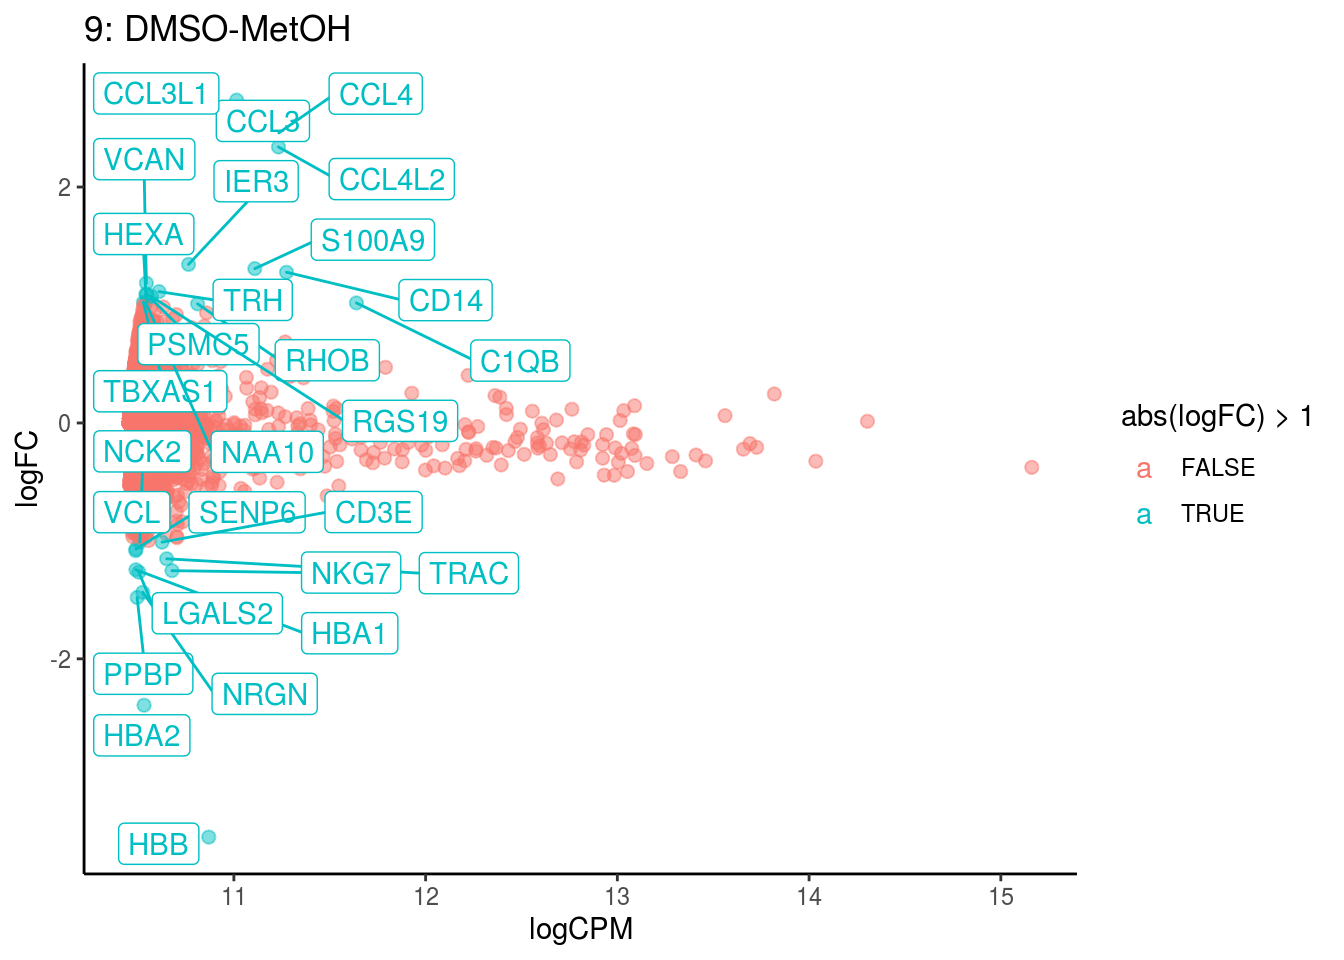 9: DMSO-MetOH
CCL3L1
CCL4
CCL3
VCAN
IER3
CCL4L2
2
HEXA
S100A9
TRH
CD14
PSMC5
RHOB
C1QB
TBXAS1
RGS19
0
NCK2
NAA10
VCL
SENP6
CD3E
NKG7
TRAC
LGALS2
HBA1
-2
PPBP
NRGN
HBA2
HBB
logFC
11
12
13
14
15
logCPM
abs(logFC) > 1
a FALSE
a TRUE